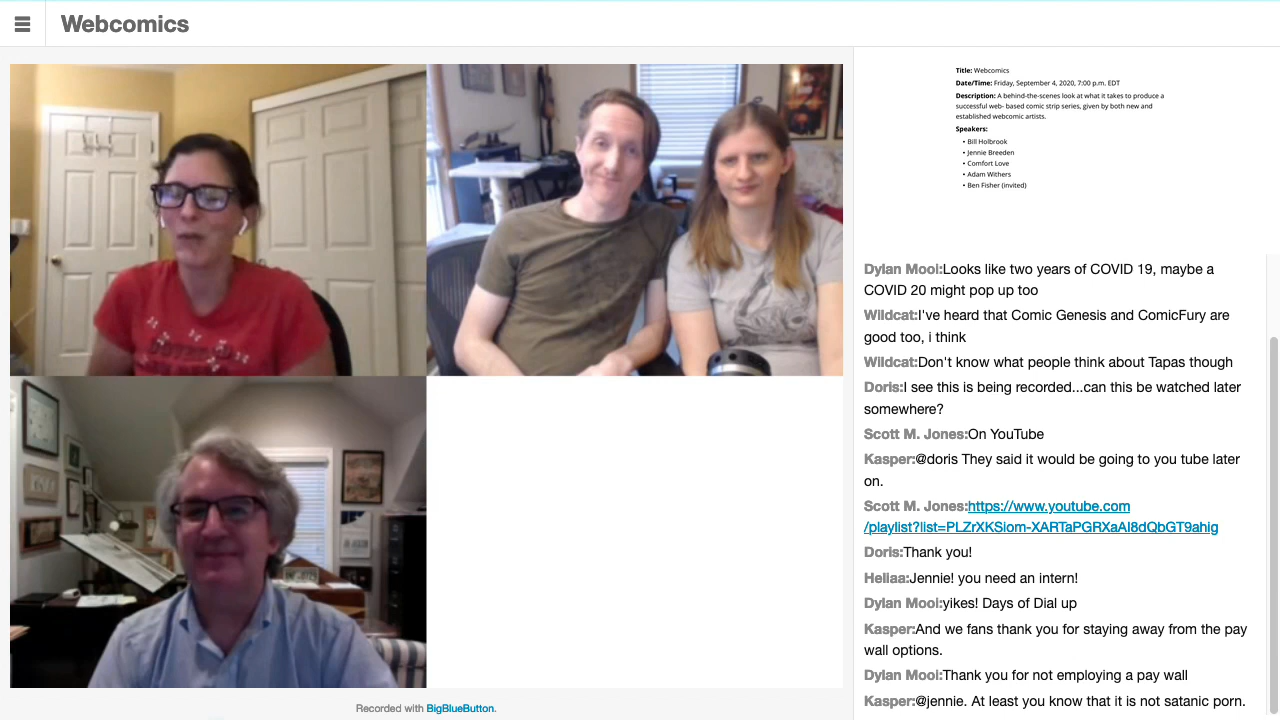 Webcomics
Title: Webcomics
Date/Time: Friday, September 4, 2020, 7:00 p.m. EDT
Description: A behind-the-scenes look at what it takes to produce a
successful web- based comic strip series, given by both new and
established webcomic artists.
Speakers:
• Bill Holbrook
• Jennie Breeden
• Comfort Love
• Adam Withers
• Ben Fisher (invited)
Dylan Mool:Looks like two years of COVID 19, maybe a
COVID 20 might pop up too
Wildcat:I've heard that Comic Genesis and ComicFury are
good too, i think
Wildcat:Don't know what people think about Tapas though
Doris:I see this is being recorded...can this be watched later
somewhere?
Scott M. Jones:On YouTube
Kasper:@doris They said it would be going to you tube later
on.
Scott M. Jones:https://www.youtube.com
/playlist?list=PLZrXKSiom-XARTaPGRXaAI8dQbGT9ahig
Doris:Thank you!
Heliaa:Jennie! you need an intern!
Dylan Mool:yikes! Days of Dial up
Kasper:And we fans thank you for staying away from the pay
wall options.
Dylan Mool:Thank you for not employing a pay wall
Kasper:@jennie. At least you know that it is not satanic porn.
Recorded with BigBlueButton.